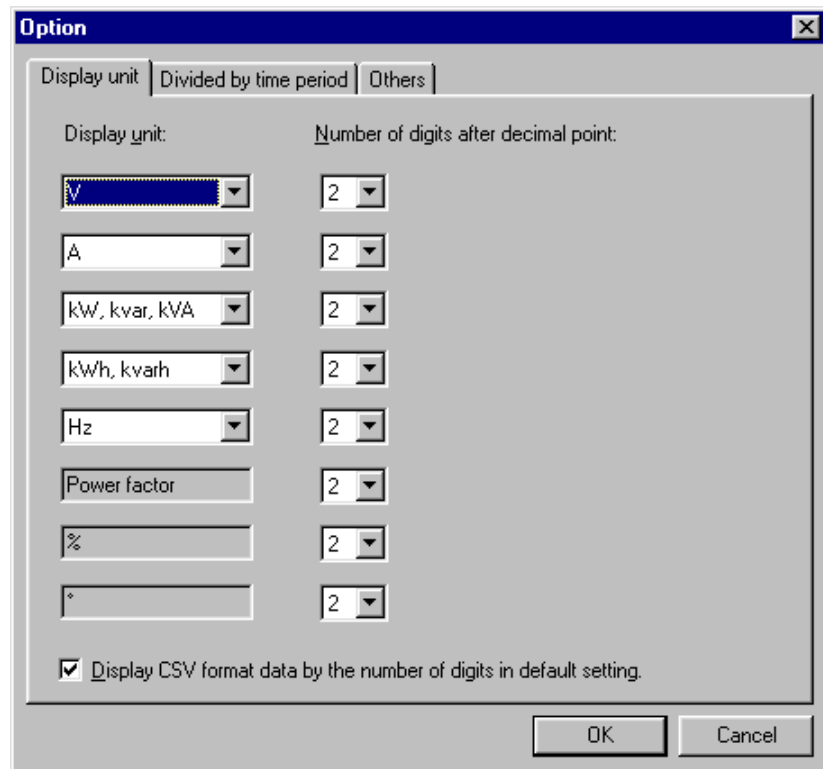 Option
Display unit Divided by time period Others
Display unit: Number of digits after decimal point:
V 2
A 2
kW, kvar, kVA 2
kWh, kvarh 2
Hz 2
Power factor 2
% 2
° 2
Display CSV format data by the number of digits in default setting.
OK Cancel